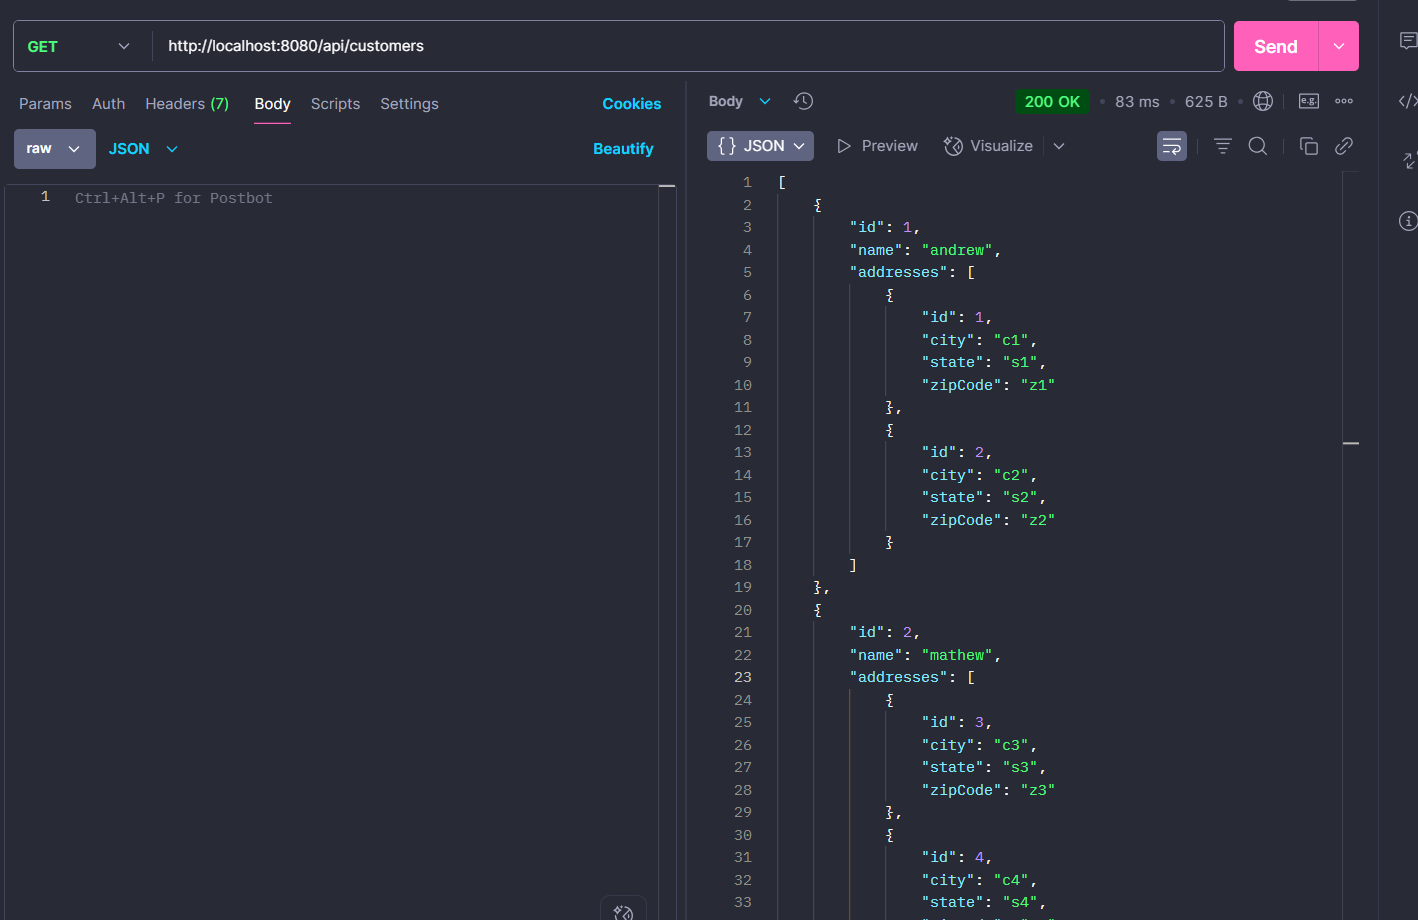 GET http://localhost:8080/api/customers Send
Params Auth Headers (7) Body Scripts Settings Cookies
raw JSON Beautify
1 Ctrl+Alt+P for Postbot
Body 200 OK • 83 ms • 625 B • e.g.
{} JSON Preview Visualize
1 [
2 {
3 "id": 1,
4 "name": "andrew",
5 "addresses": [
6 {
7 "id": 1,
8 "city": "c1",
9 "state": "s1",
10 "zipCode": "z1"
11 },
12 {
13 "id": 2,
14 "city": "c2",
15 "state": "s2",
16 "zipCode": "z2"
17 }
18 ]
19 },
20 {
21 "id": 2,
22 "name": "mathew",
23 "addresses": [
24 {
25 "id": 3,
26 "city": "c3",
27 "state": "s3",
28 "zipCode": "z3"
29 },
30 {
31 "id": 4,
32 "city": "c4",
33 "state": "s4",